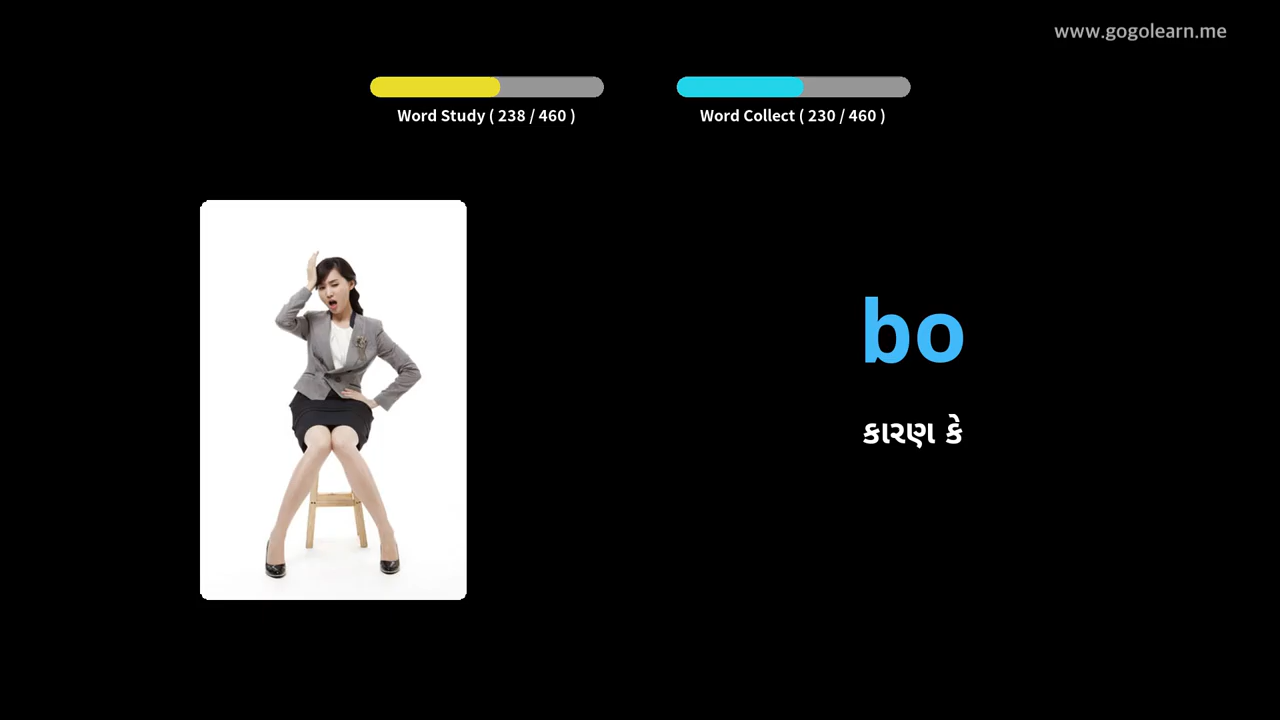 www.gogolearn.me
Word Study ( 238 / 460 )
Word Collect ( 230 / 460 )
bo
કારણ કે